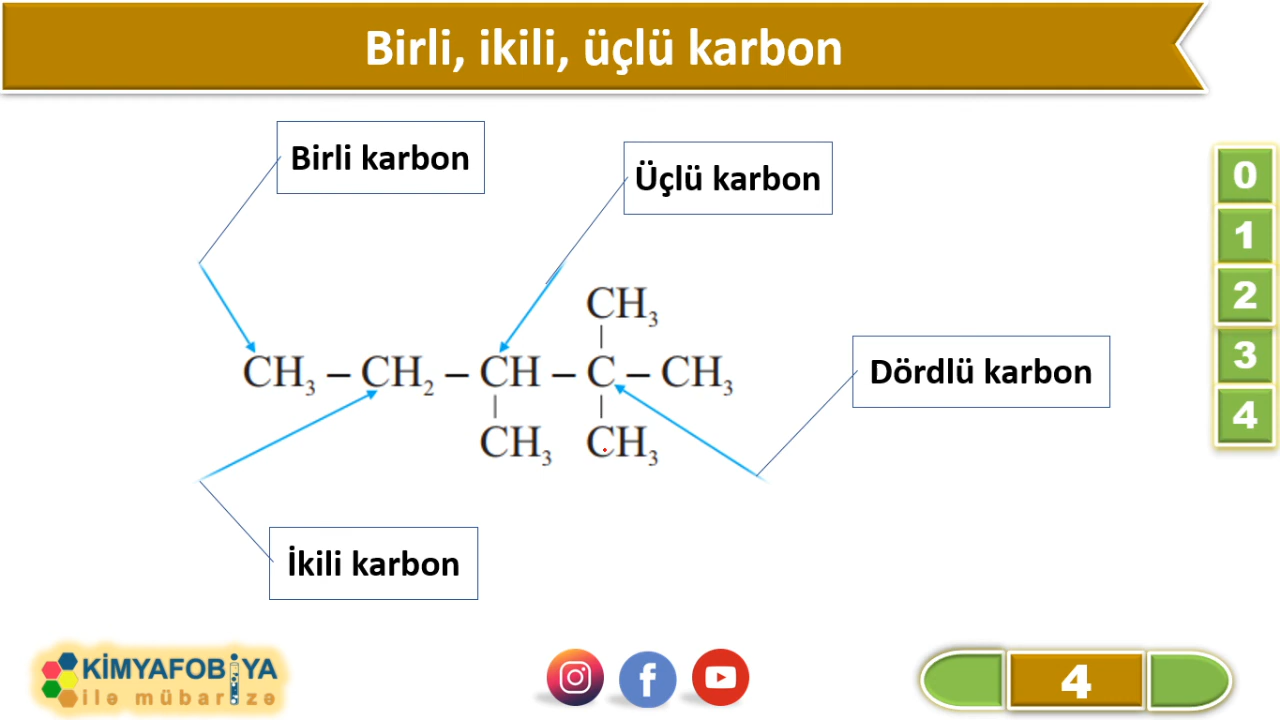 Birli, ikili, üçlü karbon
Birli karbon
Üçlü karbon
CH₃
CH₃ – CH₂ – CH – C – CH₃
CH₃ CH₃
Dördlü karbon
İkili karbon
0
1
2
3
4
KİMYAFOBİYA
ilə mübarizə
4